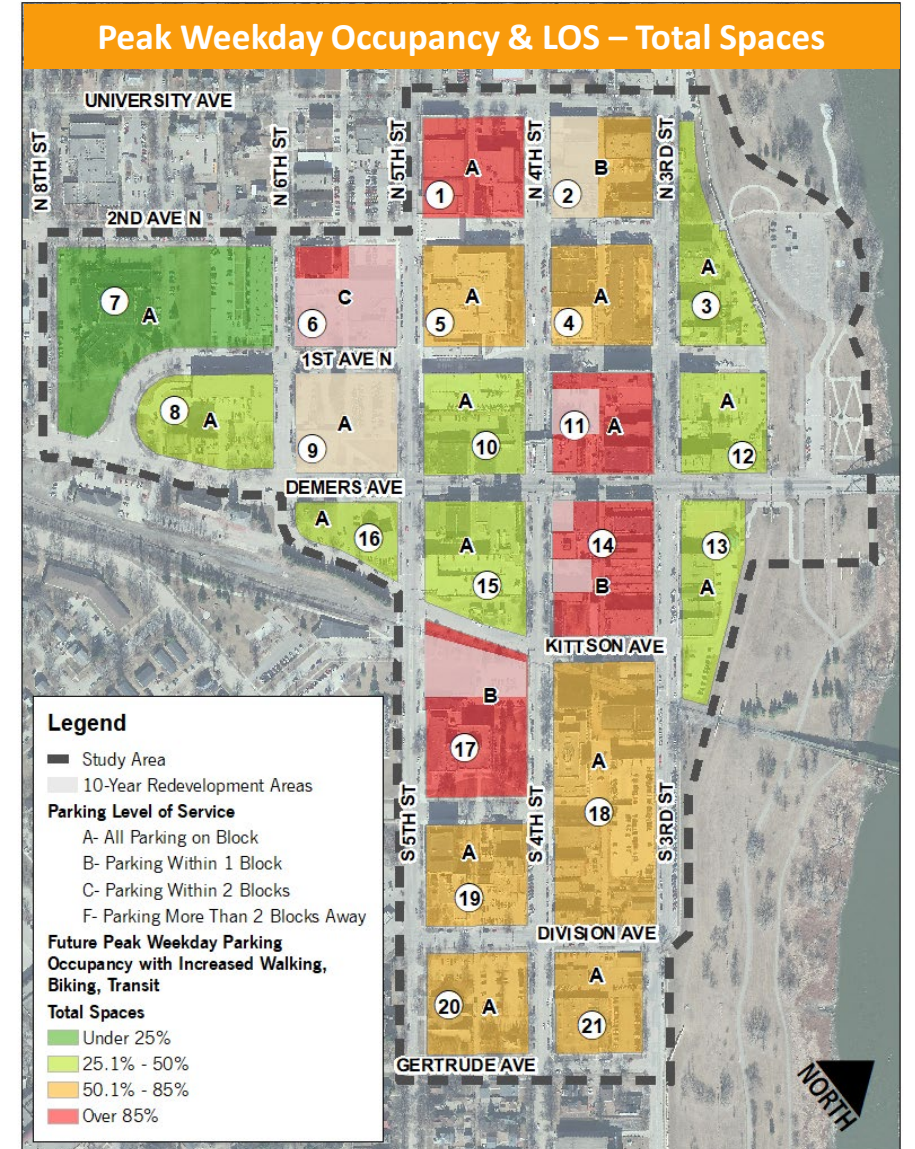 Peak Weekday Occupancy & LOS – Total Spaces
UNIVERSITY AVE
N 8TH ST
N 6TH ST
N 5TH ST
N 4TH ST
N 3RD ST
2ND AVE N
A
1
B
2
A
3
7
A
C
6
A
5
A
4
1ST AVE N
8
A
A
9
A
10
11
A
A
12
DEMERS AVE
A
16
A
15
14
B
13
A
KITTSON AVE
B
17
A
18
S 5TH ST
S 4TH ST
S 3RD ST
A
19
DIVISION AVE
20
A
A
21
GERTRUDE AVE
NORTH
Legend
Study Area
10-Year Redevelopment Areas
Parking Level of Service
A- All Parking on Block
B- Parking Within 1 Block
C- Parking Within 2 Blocks
F- Parking More Than 2 Blocks Away
Future Peak Weekday Parking
Occupancy with Increased Walking,
Biking, Transit
Total Spaces
Under 25%
25.1% - 50%
50.1% - 85%
Over 85%